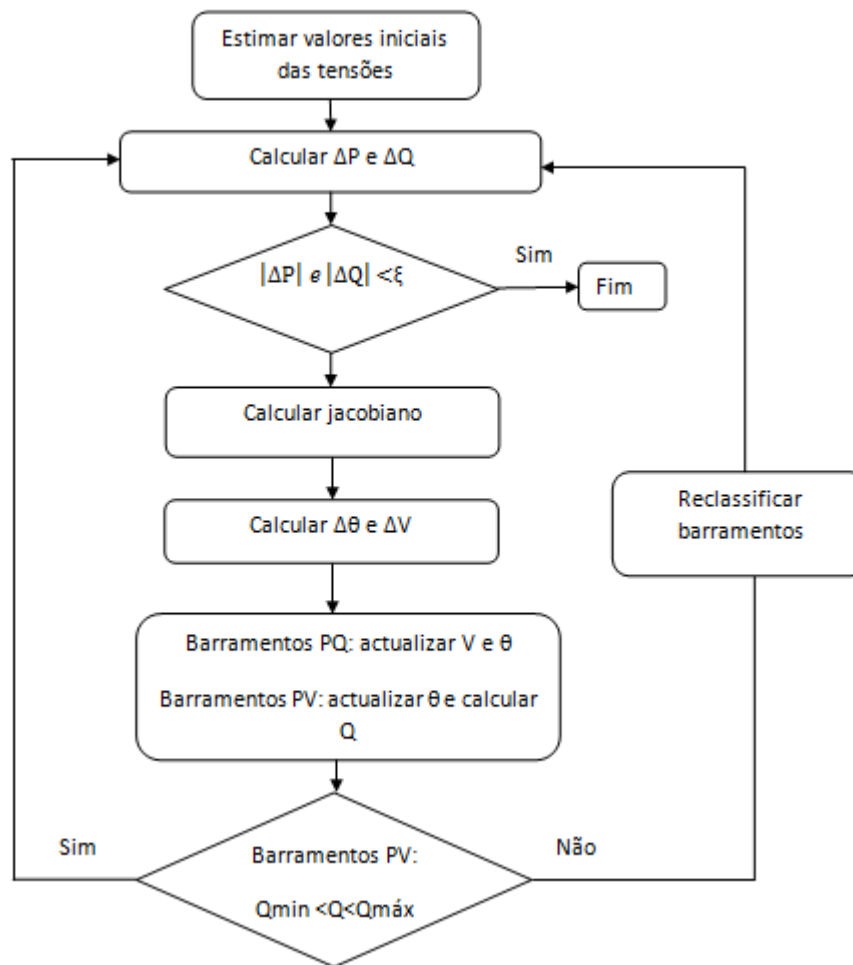 Estimar valores iniciais
das tensões
Calcular ΔP e ΔQ
|ΔP| e |ΔQ| <ξ
Sim
Fim
Calcular jacobiano
Calcular Δθ e ΔV
Reclassificar
barramentos
Barramentos PQ: actualizar V e θ
Barramentos PV: actualizar θ e calcular
Q
Sim
Não
Barramentos PV:
Qmin <Q<Qmáx